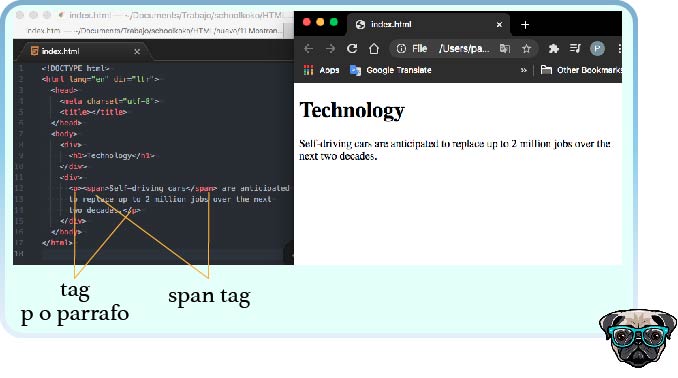 index.html — ~/Documents/Trabajo/schoolkoko/HTML...
index.html — ~/Documents/Trabajo/schoolkoko/HTML/nueva/11Mostran...
index.html
1 <!DOCTYPE html>
2 <html lang="en" dir="ltr">
3 <head>
4 <meta charset="utf-8">
5 <title></title>
6 </head>
7 <body>
8 <div>
9 <h1>Technology</h1>
10 </div>
11 <div>
12 <p><span>Self-driving cars</span> are anticipated
13 to replace up to 2 million jobs over the next
14 two decades.</p>
15 </div>
16 </body>
17 </html>
18
index.html
File /Users/pa...
P
Apps Google Translate » Other Bookmarks
Technology
Self-driving cars are anticipated to replace up to 2 million jobs over the
next two decades.
tag
p o parrafo
span tag